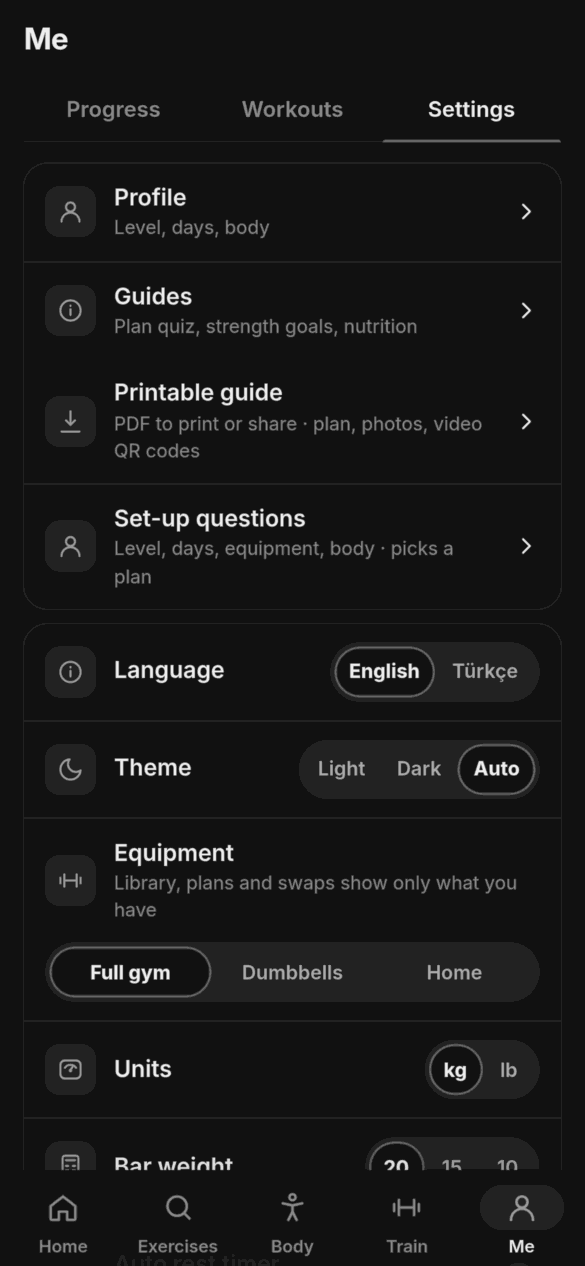 Me
Progress Workouts Settings
Profile
Level, days, body
Guides
Plan quiz, strength goals, nutrition
Printable guide
PDF to print or share · plan, photos, video
QR codes
Set-up questions
Level, days, equipment, body · picks a
plan
Language English Türkçe
Theme Light Dark Auto
Equipment
Library, plans and swaps show only what you
have
Full gym Dumbbells Home
Units kg lb
Bar weight 20 15 10
Home Exercises Body Train Me
Auto rest timer